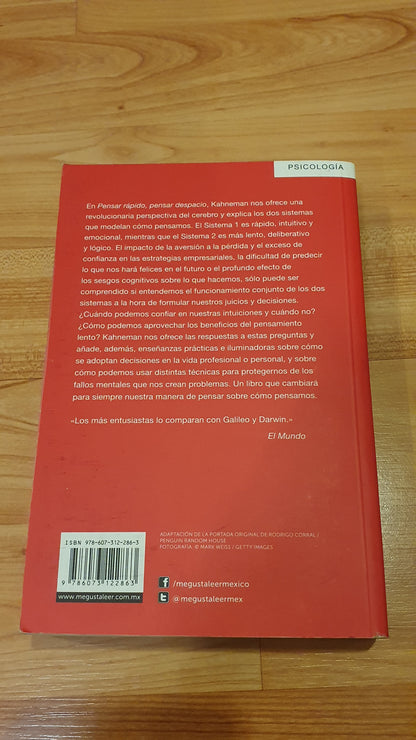 PSICOLOGÍA
En Pensar rápido, pensar despacio, Kahneman nos ofrece una
revolucionaria perspectiva del cerebro y explica los dos sistemas
que modelan cómo pensamos. El Sistema 1 es rápido, intuitivo y
emocional, mientras que el Sistema 2 es más lento, deliberativo
y lógico. El impacto de la aversión a la pérdida y el exceso de
confianza en las estrategias empresariales, la dificultad de predecir
lo que nos hará felices en el futuro o el profundo efecto de
los sesgos cognitivos sobre lo que hacemos, sólo puede ser
comprendido si entendemos el funcionamiento conjunto de los dos
sistemas a la hora de formular nuestros juicios y decisiones.
¿Cuándo podemos confiar en nuestras intuiciones y cuándo no?
¿Cómo podemos aprovechar los beneficios del pensamiento
lento? Kahneman nos ofrece las respuestas a estas preguntas y
añade, además, enseñanzas prácticas e iluminadoras sobre cómo
se adoptan decisiones en la vida profesional o personal, y sobre
cómo podemos usar distintas técnicas para protegernos de los
fallos mentales que nos crean problemas. Un libro que cambiará
para siempre nuestra manera de pensar sobre cómo pensamos.
«Los más entusiastas lo comparan con Galileo y Darwin.»
El Mundo
ISBN 978-607-312-286-3
9 786073 122863
www.megustaleer.com.mx
ADAPTACIÓN DE LA PORTADA ORIGINAL DE RODRIGO CORRAL /
PENGUIN RANDOM HOUSE
FOTOGRAFÍA: © MARK WEISS / GETTY IMAGES
/megustaleermexico
@megustaleermex